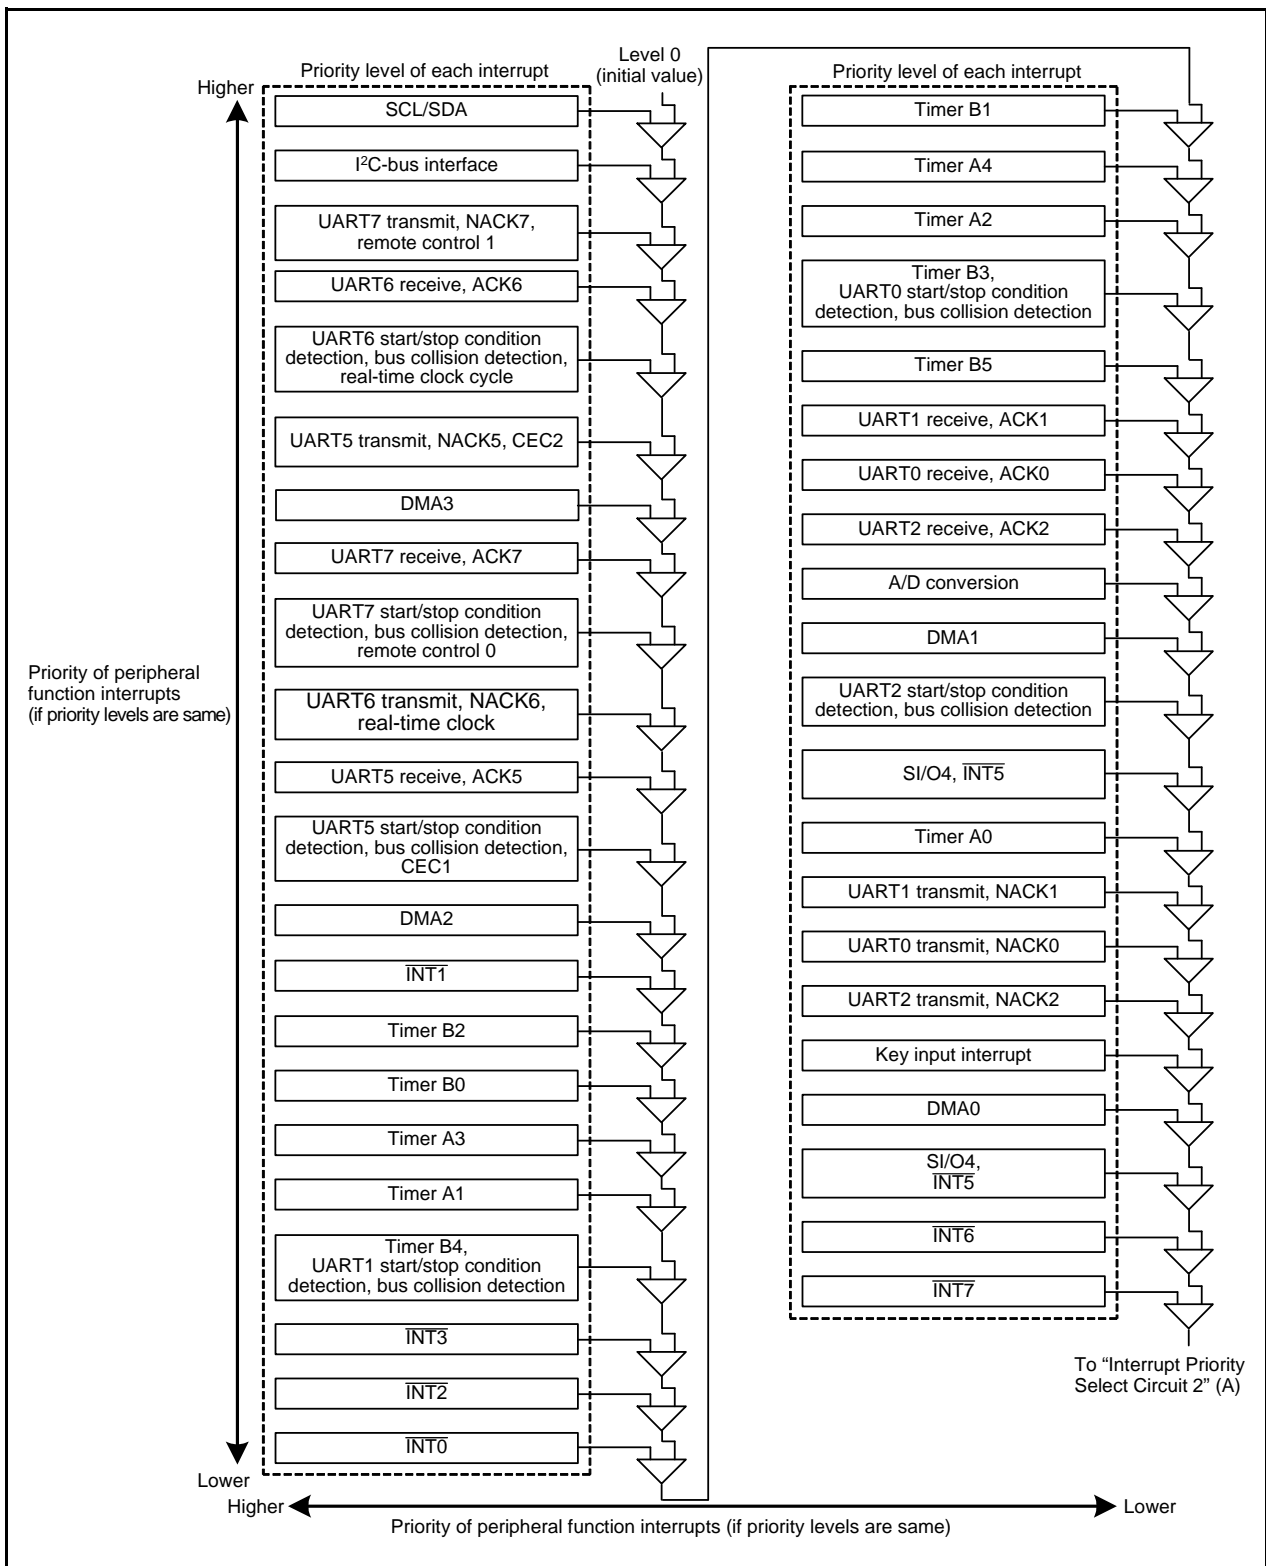 Level 0
(initial value)
Priority level of each interrupt
Higher
SCL/SDA
I²C-bus interface
UART7 transmit, NACK7,
remote control 1
UART6 receive, ACK6
UART6 start/stop condition
detection, bus collision detection,
real-time clock cycle
UART5 transmit, NACK5, CEC2
DMA3
UART7 receive, ACK7
UART7 start/stop condition
detection, bus collision detection,
remote control 0
Priority of peripheral
function interrupts
(if priority levels are same)
UART6 transmit, NACK6,
real-time clock
UART5 receive, ACK5
UART5 start/stop condition
detection, bus collision detection,
CEC1
DMA2
I̅N̅T̅1̅
Timer B2
Timer B0
Timer A3
Timer A1
Timer B4,
UART1 start/stop condition
detection, bus collision detection
I̅N̅T̅3̅
I̅N̅T̅2̅
I̅N̅T̅0̅
Lower
Priority level of each interrupt
Timer B1
Timer A4
Timer A2
Timer B3,
UART0 start/stop condition
detection, bus collision detection
Timer B5
UART1 receive, ACK1
UART0 receive, ACK0
UART2 receive, ACK2
A/D conversion
DMA1
UART2 start/stop condition
detection, bus collision detection
SI/O4, I̅N̅T̅5̅
Timer A0
UART1 transmit, NACK1
UART0 transmit, NACK0
UART2 transmit, NACK2
Key input interrupt
DMA0
SI/O4,
I̅N̅T̅5̅
I̅N̅T̅6̅
I̅N̅T̅7̅
To “Interrupt Priority
Select Circuit 2” (A)
Higher
Lower
Priority of peripheral function interrupts (if priority levels are same)